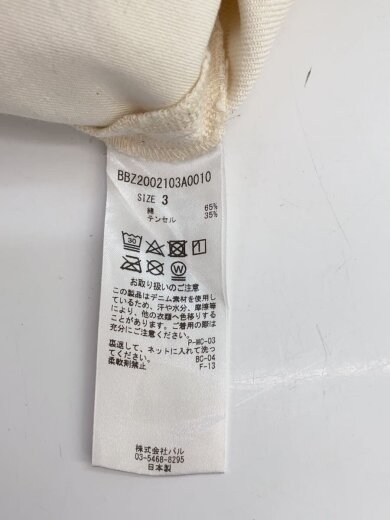 BBZ2002103A0010
SIZE 3
綿 65%
テンセル 35%
30
W
お取り扱いのご注意
この製品はデニム素材を使用し
ているため、汗や水分、摩擦等
により、他の衣類へ色移りする
ことがあります。ご着用の際は
充分にご注意ください。
P-MC-03
裏返して、ネットに入れて洗っ
てください。 BC-04
柔軟剤禁止 F-13
株式会社パル
03-5468-8295
日本製